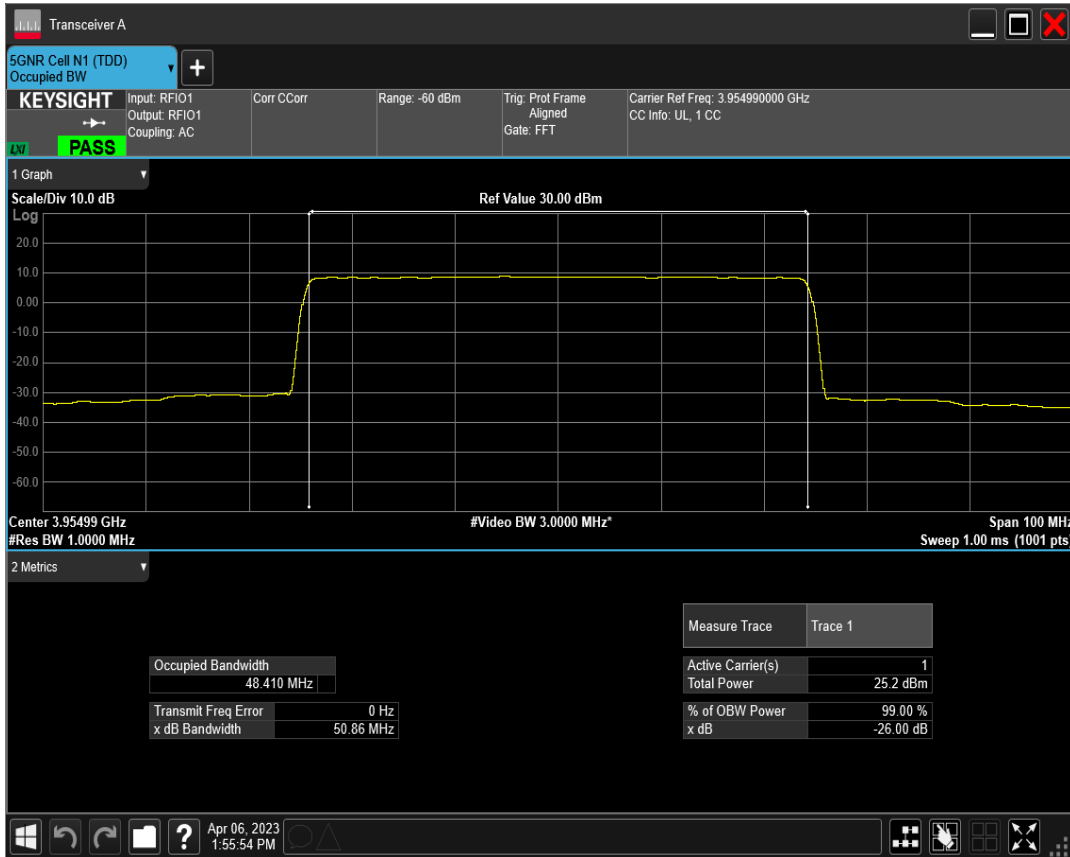 Transceiver A
5GNR Cell N1 (TDD)
Occupied BW
+
KEYSIGHT
LXI
PASS
Input: RFIO1
Output: RFIO1
Coupling: AC
Corr CCorr
Range: -60 dBm
Trig: Prot Frame
Aligned
Gate: FFT
Carrier Ref Freq: 3.954990000 GHz
CC Info: UL, 1 CC
1 Graph
Scale/Div 10.0 dB
Ref Value 30.00 dBm
Log
20.0
10.0
0.00
-10.0
-20.0
-30.0
-40.0
-50.0
-60.0
Center 3.95499 GHz
#Video BW 3.0000 MHz*
Span 100 MHz
#Res BW 1.0000 MHz
Sweep 1.00 ms (1001 pts)
2 Metrics
Measure Trace Trace 1
Occupied Bandwidth
48.410 MHz
Active Carrier(s) 1
Total Power 25.2 dBm
Transmit Freq Error 0 Hz
x dB Bandwidth 50.86 MHz
% of OBW Power 99.00 %
x dB -26.00 dB
?
Apr 06, 2023
1:55:54 PM